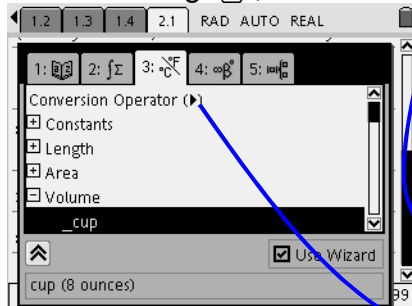 1.2 1.3 1.4 2.1 RAD AUTO REAL
1: 2: ∫Σ 3: °C°F 4: ∞β° 5:
Conversion Operator (▶)
+ Constants
+ Length
+ Area
- Volume
_cup
Use Wizard
cup (8 ounces)
99